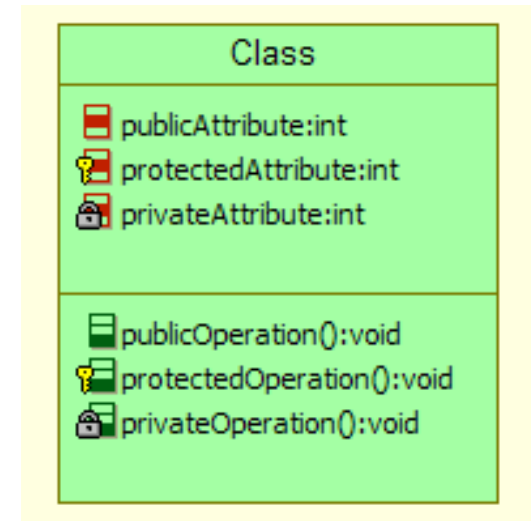 Class
publicAttribute:int
protectedAttribute:int
privateAttribute:int
publicOperation():void
protectedOperation():void
privateOperation():void